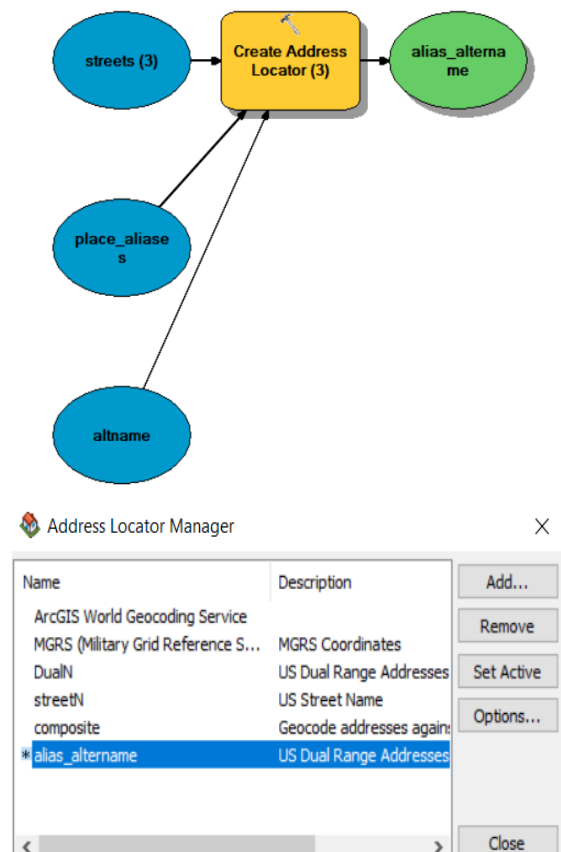 streets (3)
Create Address
Locator (3)
alias_alterna
me
place_aliase
s
altname
Address Locator Manager
Name Description Add...
ArcGIS World Geocoding Service
Remove
MGRS (Military Grid Reference S... MGRS Coordinates
DualN US Dual Range Addresses Set Active
streetN US Street Name
Options...
composite Geocode addresses agains
* alias_altername US Dual Range Addresses
Close